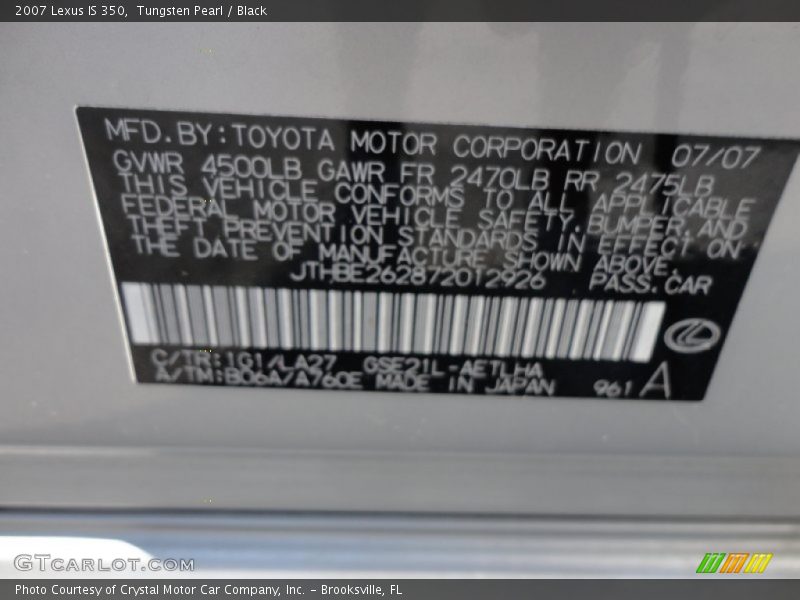 2007 Lexus IS 350,  Tungsten Pearl / Black
MFD. BY: TOYOTA MOTOR CORPORATION 07/07
GVWR 4500LB GAWR FR 2470LB RR 2475LB
THIS VEHICLE CONFORMS TO ALL APPLICABLE
FEDERAL MOTOR VEHICLE SAFETY, BUMPER, AND
THEFT PREVENTION STANDARDS IN EFFECT ON
THE DATE OF MANUFACTURE SHOWN ABOVE.
JTHBE262872012926 PASS. CAR
C/TR: 1G1/LA27 GSE21L-AETLHA
A/TM: B06A/A760E MADE IN JAPAN 961 A
GTCARLOT.COM
Photo Courtesy of Crystal Motor Car Company, Inc. – Brooksville, FL